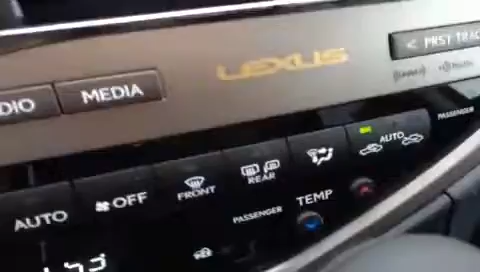 < PRST TRAC
LEXUS
DIO MEDIA
PASSENGER
AUTO
REAR
FRONT
OFF
AUTO
TEMP
PASSENGER